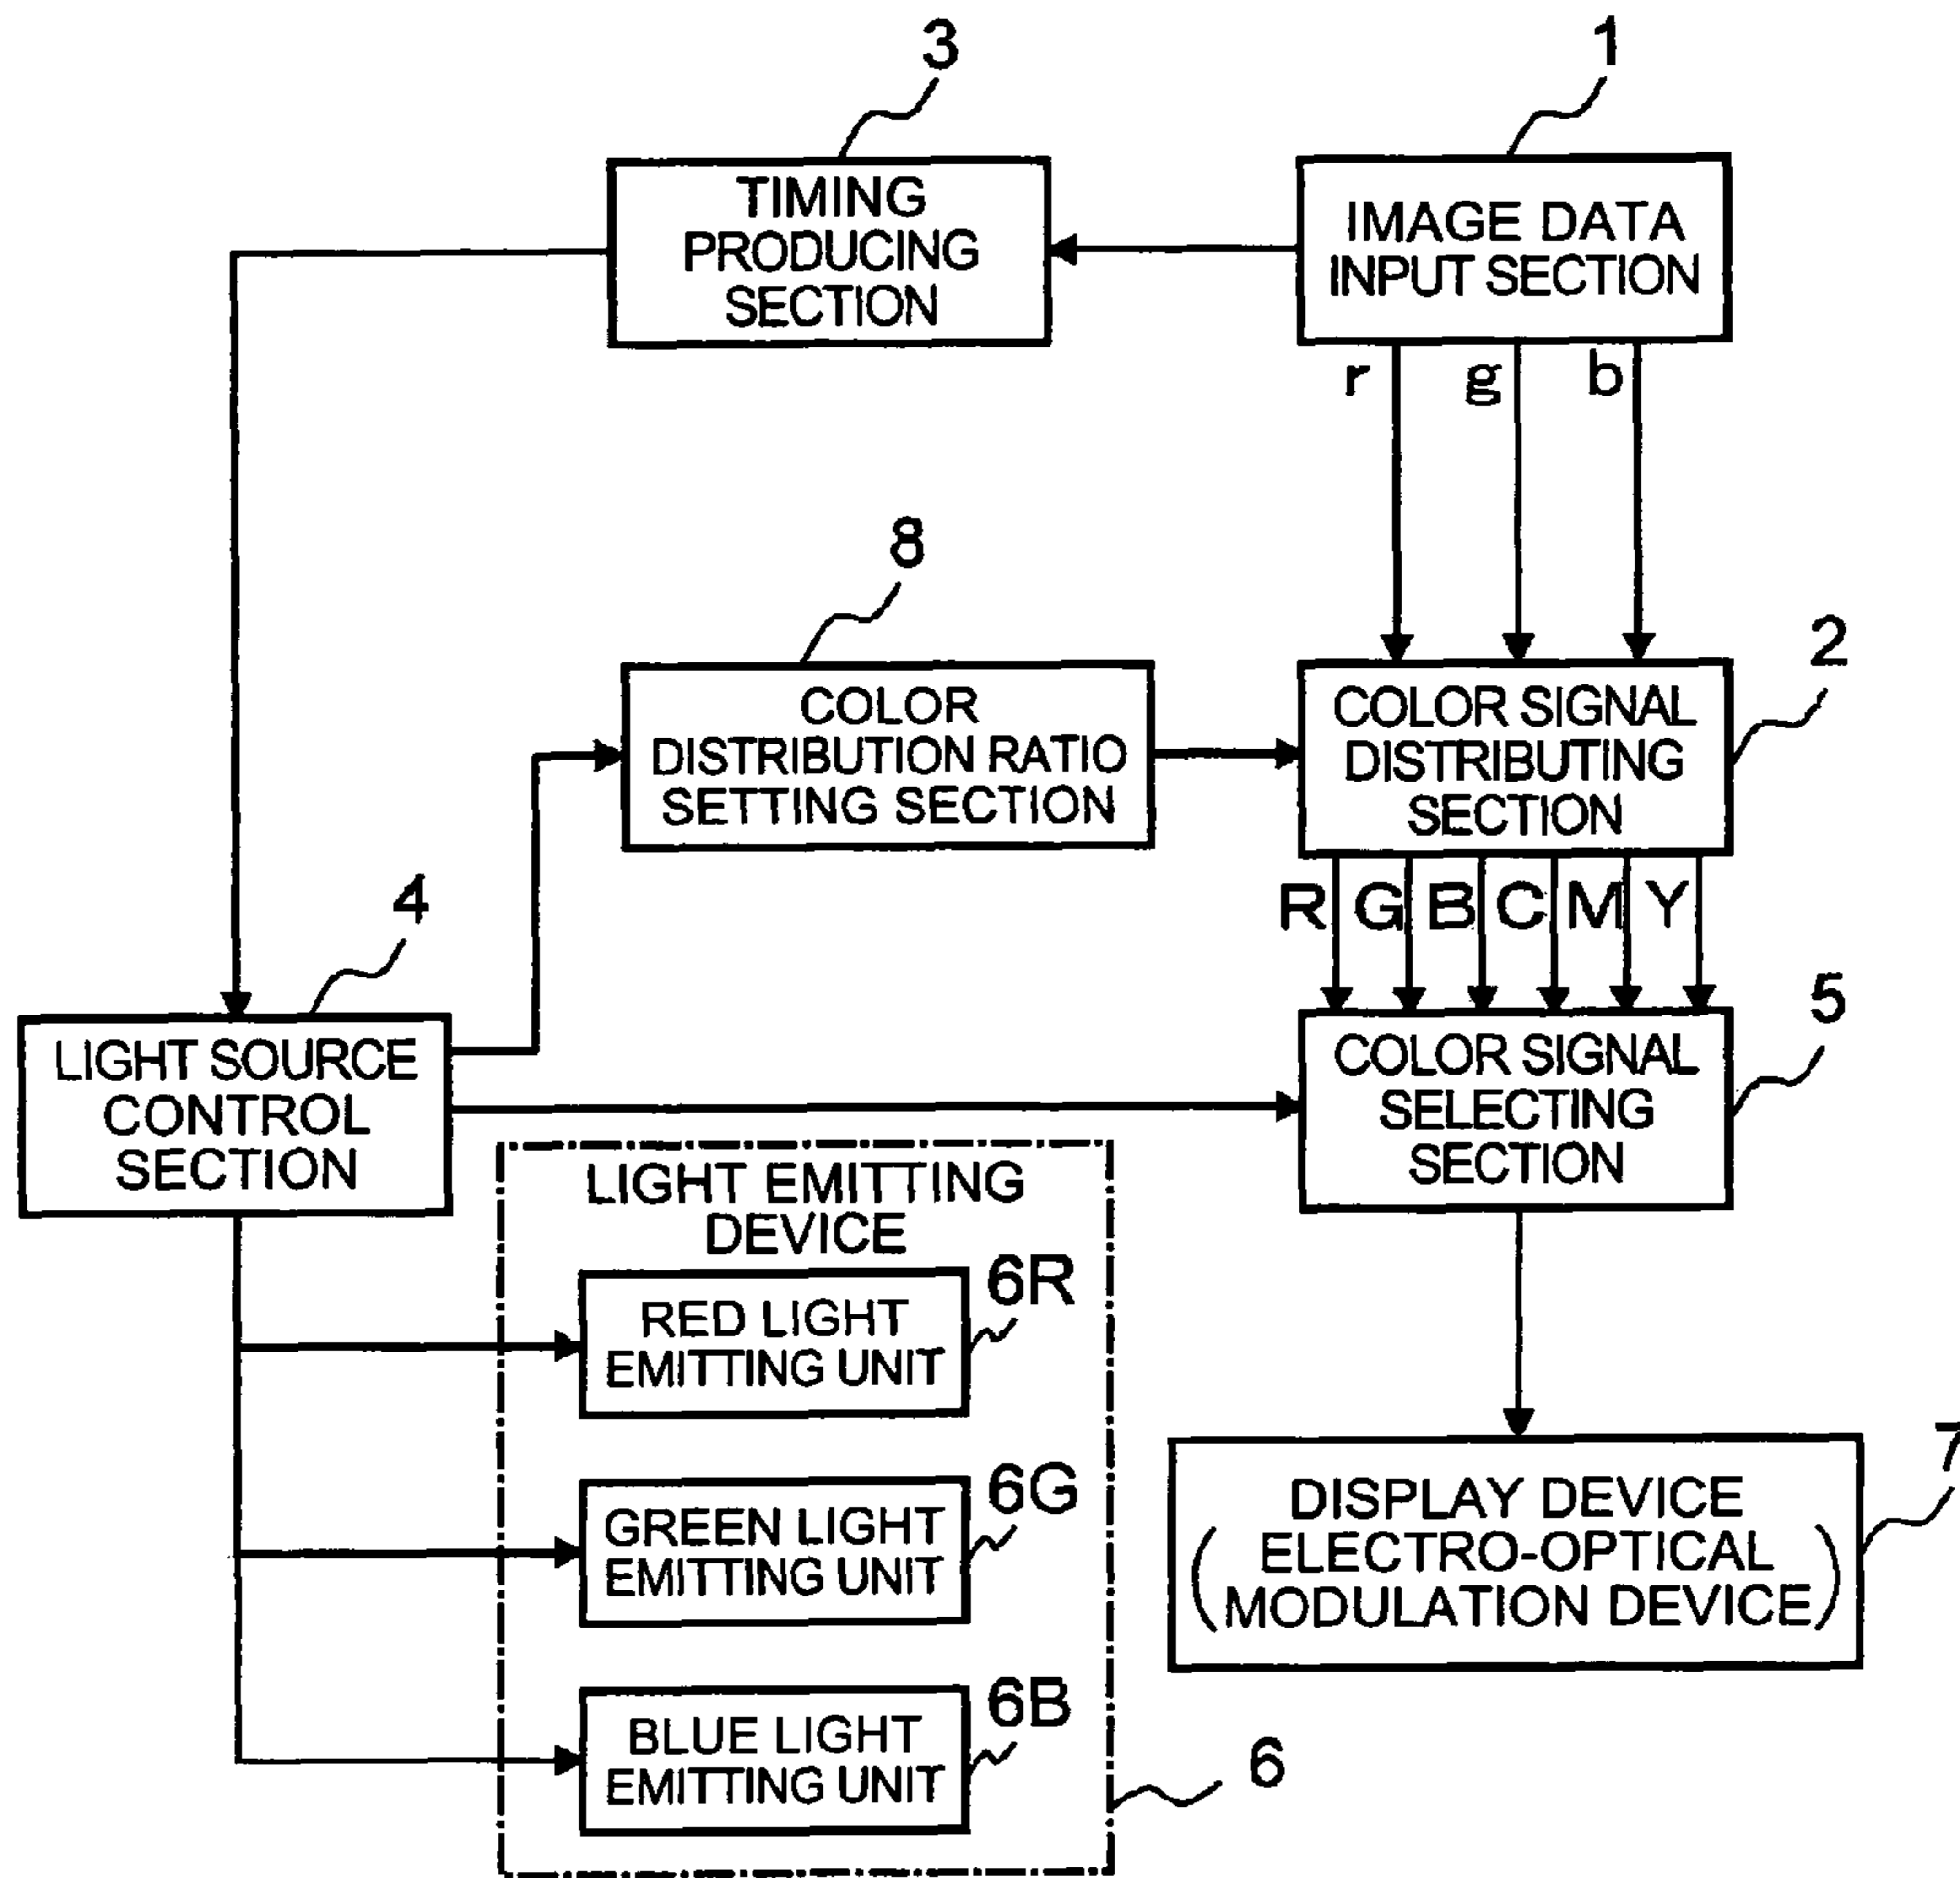 3
1
TIMING
PRODUCING
SECTION
IMAGE DATA
INPUT SECTION
r g b
8
2
COLOR
DISTRIBUTION RATIO
SETTING SECTION
COLOR SIGNAL
DISTRIBUTING
SECTION
R G B C M Y
4
5
LIGHT SOURCE
CONTROL
SECTION
COLOR SIGNAL
SELECTING
SECTION
LIGHT EMITTING
DEVICE
6R
RED LIGHT
EMITTING UNIT
6G
GREEN LIGHT
EMITTING UNIT
6B
BLUE LIGHT
EMITTING UNIT
6
7
DISPLAY DEVICE
(ELECTRO-OPTICAL
MODULATION DEVICE)